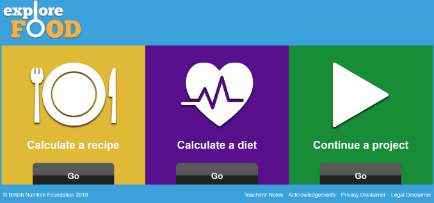 explore
FOOD
Calculate a recipe
Calculate a diet
Continue a project
Go
Go
Go
© British Nutrition Foundation 2019
Teachers' Notes
Acknowledgements
Privacy Disclaimer
Legal Disclaimer